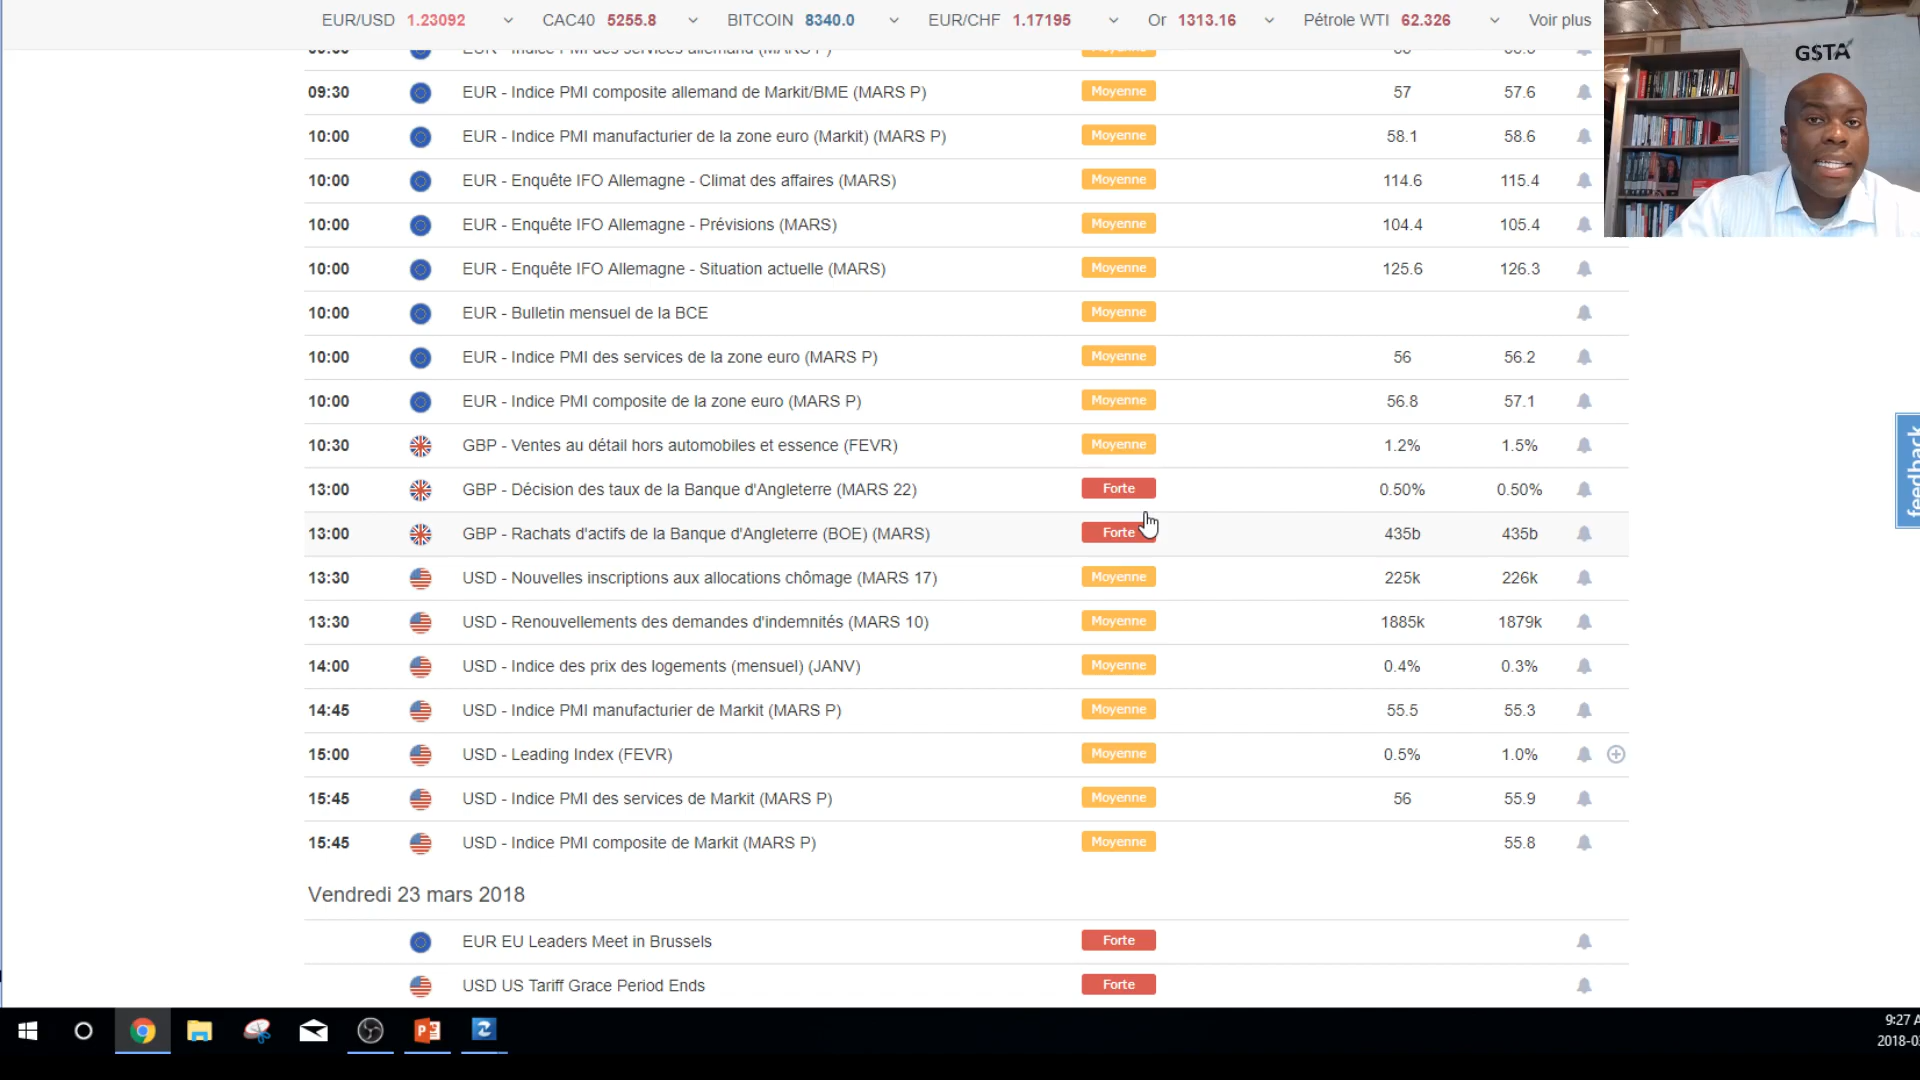 EUR/USD 1.23092 CAC40 5255.8 BITCOIN 8340.0 EUR/CHF 1.17195 Or 1313.16 Pétrole WTI 62.326 Voir plus
G$TA
09:30 EUR - Indice PMI composite allemand de Markit/BME (MARS P) Moyenne 57 57.6
10:00 EUR - Indice PMI manufacturier de la zone euro (Markit) (MARS P) Moyenne 58.1 58.6
10:00 EUR - Enquête IFO Allemagne - Climat des affaires (MARS) Moyenne 114.6 115.4
10:00 EUR - Enquête IFO Allemagne - Prévisions (MARS) Moyenne 104.4 105.4
10:00 EUR - Enquête IFO Allemagne - Situation actuelle (MARS) Moyenne 125.6 126.3
10:00 EUR - Bulletin mensuel de la BCE Moyenne
10:00 EUR - Indice PMI des services de la zone euro (MARS P) Moyenne 56 56.2
10:00 EUR - Indice PMI composite de la zone euro (MARS P) Moyenne 56.8 57.1
10:30 GBP - Ventes au détail hors automobiles et essence (FEVR) Moyenne 1.2% 1.5%
13:00 GBP - Décision des taux de la Banque d'Angleterre (MARS 22) Forte 0.50% 0.50%
13:00 GBP - Rachats d'actifs de la Banque d'Angleterre (BOE) (MARS) Forte 435b 435b
13:30 USD - Nouvelles inscriptions aux allocations chômage (MARS 17) Moyenne 225k 226k
13:30 USD - Renouvellements des demandes d'indemnités (MARS 10) Moyenne 1885k 1879k
14:00 USD - Indice des prix des logements (mensuel) (JANV) Moyenne 0.4% 0.3%
14:45 USD - Indice PMI manufacturier de Markit (MARS P) Moyenne 55.5 55.3
15:00 USD - Leading Index (FEVR) Moyenne 0.5% 1.0%
15:45 USD - Indice PMI des services de Markit (MARS P) Moyenne 56 55.9
15:45 USD - Indice PMI composite de Markit (MARS P) Moyenne 55.8
Vendredi 23 mars 2018
EUR EU Leaders Meet in Brussels Forte
USD US Tariff Grace Period Ends Forte
feedback
9:27 A
2018-03